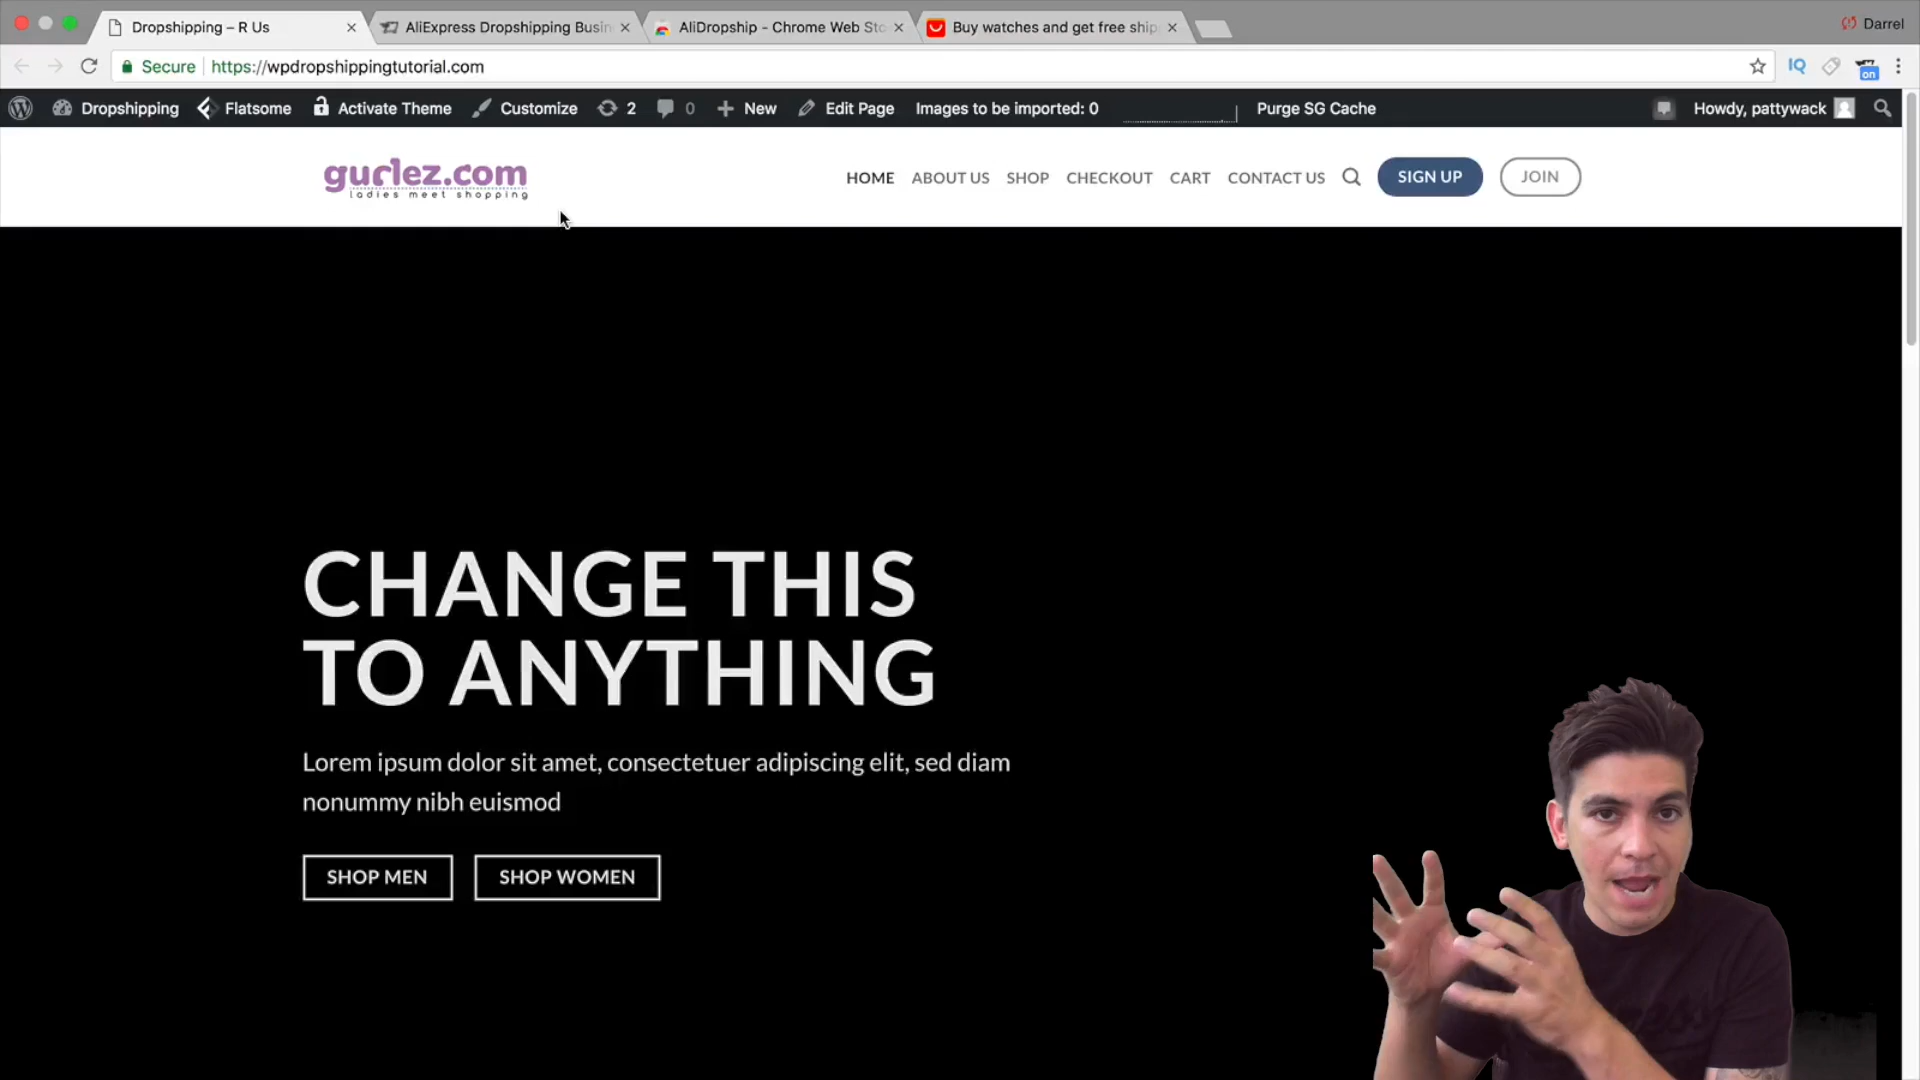 Dropshipping – R Us
AliExpress Dropshipping Busin
AliDropship - Chrome Web Sto
Buy watches and get free ship
Darrel
Secure
https://wpdropshippingtutorial.com
IQ
on
Dropshipping
Flatsome
Activate Theme
Customize
2
0
New
Edit Page
Images to be imported: 0
Purge SG Cache
Howdy, pattywack
gurlez.com
ladies meet shopping
HOME
ABOUT US
SHOP
CHECKOUT
CART
CONTACT US
SIGN UP
JOIN
CHANGE THIS
TO ANYTHING
Lorem ipsum dolor sit amet, consectetuer adipiscing elit, sed diam
nonummy nibh euismod
SHOP MEN
SHOP WOMEN